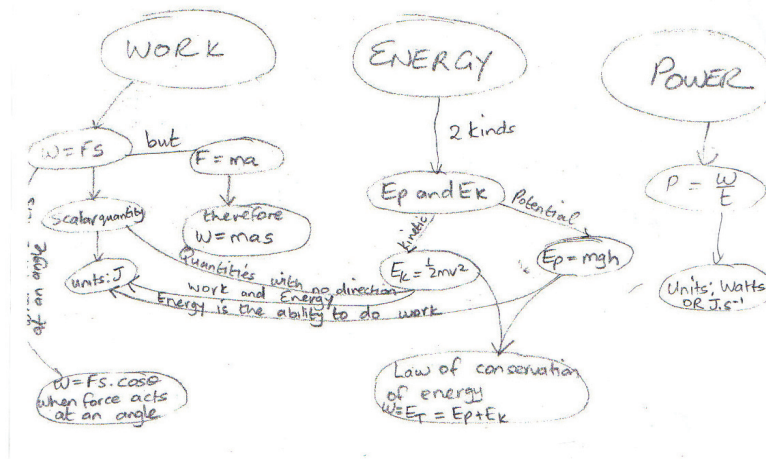 WORK
ENERGY
POWER
W = Fs
but
F = ma
therefore
W = mas
scalar quantity
units: J
of an angle
W = Fs. cosθ
when force acts
at an angle
2 kinds
Ep and Ek
kinetic
Potential
Ek = ½mv²
Ep = mgh
Quantities with no direction
work and Energy
Energy is the ability to do work
Law of conservation
of energy
W = ET = Ep + Ek
P = W/t
Units: Watts
OR J.s⁻¹